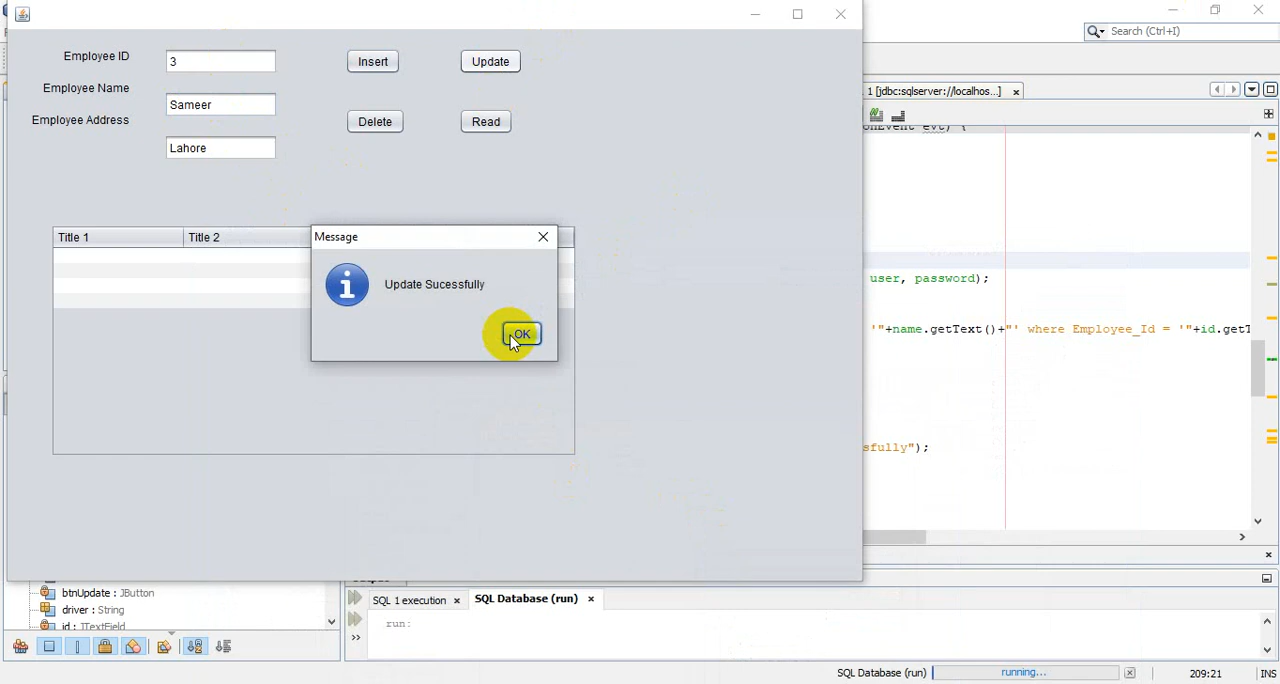 Search (Ctrl+I)
Employee ID
3
Insert
Update
Employee Name
Sameer
Employee Address
Delete
Read
Lahore
1 [jdbc:sqlserver://localhos...]
Title 1
Title 2
Message
Update Sucessfully
OK
user, password);
'"+name.getText()+"' where Employee_Id = '"+id.getT
sfully");
btnUpdate : JButton
driver : String
id : JTextField
SQL 1 execution
SQL Database (run)
run:
SQL Database (run)
running...
209:21
INS